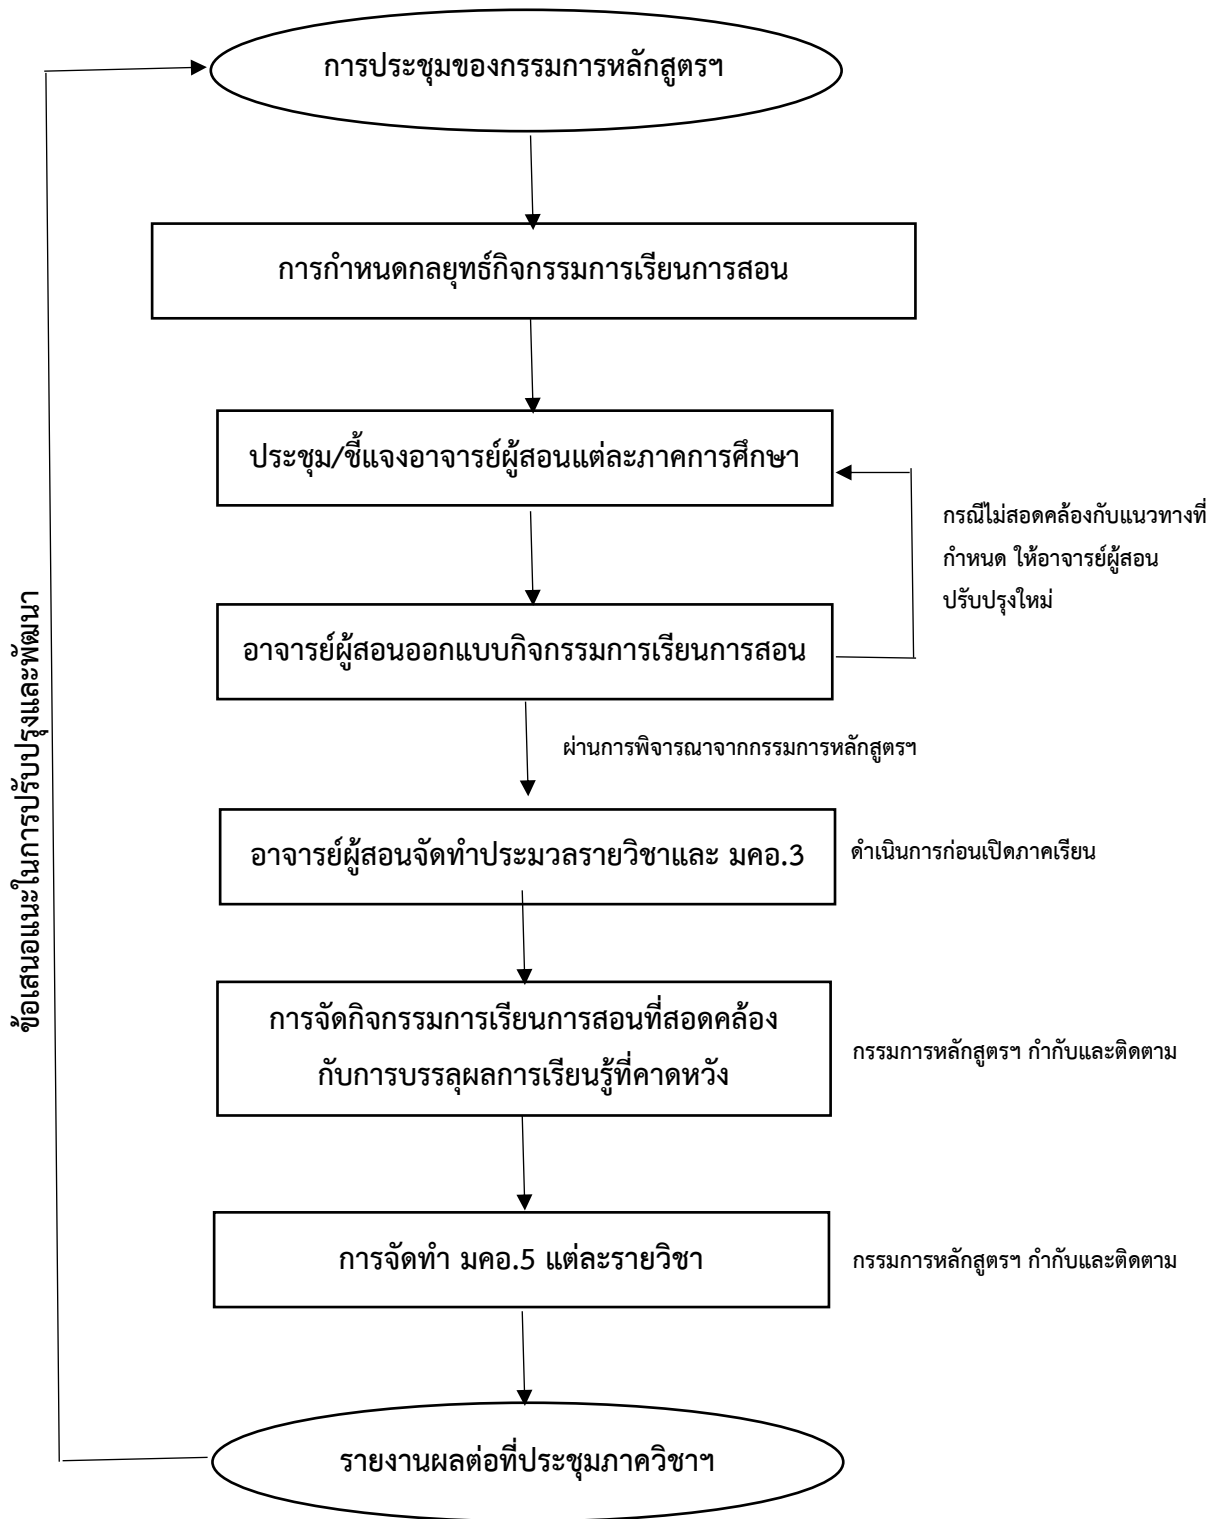 การประชุมของกรรมการหลักสูตรฯ
การกำหนดกลยุทธ์กิจกรรมการเรียนการสอน
ประชุม/ชี้แจงอาจารย์ผู้สอนแต่ละภาคการศึกษา
กรณีไม่สอดคล้องกับแนวทางที่
กำหนด ให้อาจารย์ผู้สอน
ปรับปรุงใหม่
อาจารย์ผู้สอนออกแบบกิจกรรมการเรียนการสอน
ผ่านการพิจารณาจากกรรมการหลักสูตรฯ
อาจารย์ผู้สอนจัดทำประมวลรายวิชาและ มคอ.3
ดำเนินการก่อนเปิดภาคเรียน
การจัดกิจกรรมการเรียนการสอนที่สอดคล้อง
กับการบรรลุผลการเรียนรู้ที่คาดหวัง
กรรมการหลักสูตรฯ กำกับและติดตาม
การจัดทำ มคอ.5 แต่ละรายวิชา
กรรมการหลักสูตรฯ กำกับและติดตาม
รายงานผลต่อที่ประชุมภาควิชาฯ
ข้อเสนอแนะในการปรับปรุงและพัฒนา